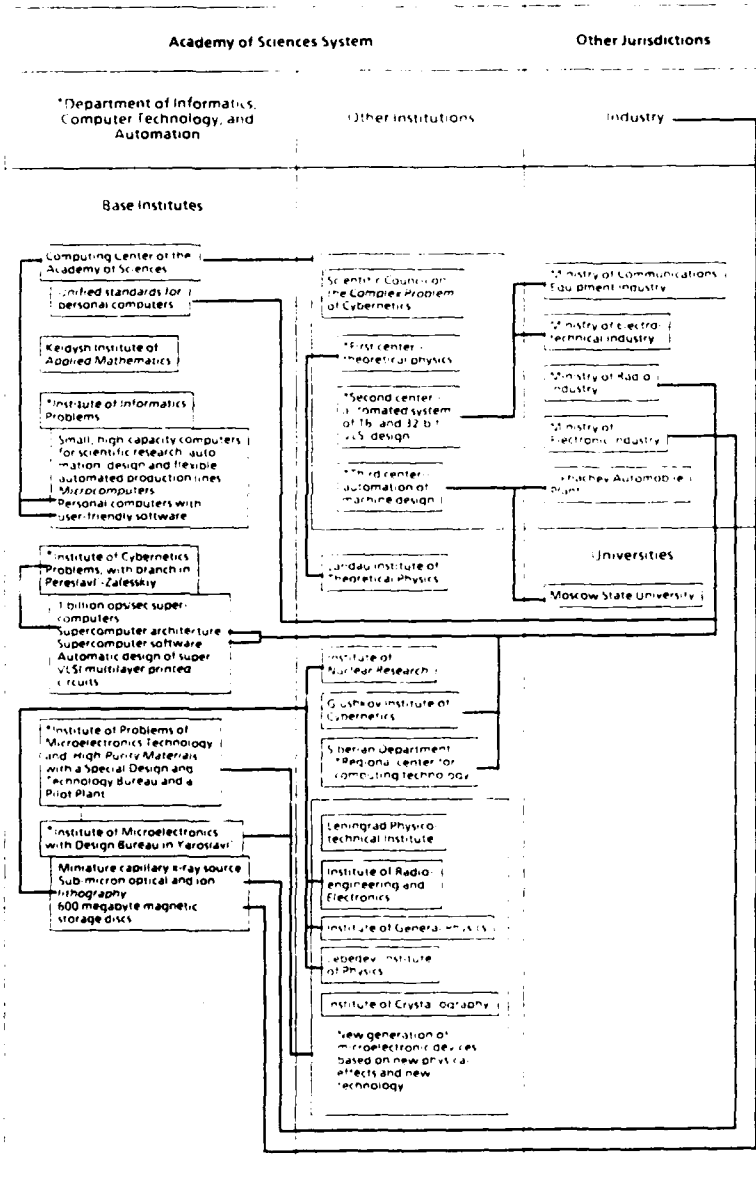 Academy of Sciences System
Other Jurisdictions
*Department of Informatics,
Computer Technology, and
Automation
Other Institutions
Industry
Base Institutes
Computing Center of the
Academy of Sciences
Unified standards for
personal computers
Keldysh Institute of
Applied Mathematics
*Institute of Informatics
Problems
Small, high capacity computers
for scientific research, auto
mation, design and flexible
automated production lines
Microcomputers
Personal computers with
user-friendly software
*Institute of Cybernetics
Problems, with branch in
Pereslavl'-Zalesskiy
1 billion ops/sec super-
computers
Supercomputer architecture
Supercomputer software
Automatic design of super
VLSI multilayer printed
circuits
*Institute of Problems of
Microelectronics Technology
and High Purity Materials
with a Special Design and
Technology Bureau and a
Pilot Plant
*Institute of Microelectronics
with Design Bureau in Yaroslavl'
Miniature capillary x-ray source
Sub-micron optical and ion
lithography
600 megabyte magnetic
storage discs
Scientific Council on
the Complex Problem
of Cybernetics
*First center -
theoretical physics
*Second center -
automated system
of 16 and 32 bit
VLSI design
*Third center -
automation of
machine design
Landau Institute of
Theoretical Physics
Institute of
Nuclear Research
Glushkov Institute of
Cybernetics
Siberian Department
*Regional center for
computing technology
Leningrad Physico-
technical Institute
Institute of Radio-
engineering and
Electronics
Institute of General Physics
Lebedev Institute
of Physics
Institute of Crystallography
New generation of
microelectronic devices
based on new physical
effects and new
technology
Ministry of Communications
Equipment Industry
Ministry of Electro-
technical Industry
Ministry of Radio
Industry
Ministry of
Electronic Industry
Likhachev Automobile
Plant
Universities
Moscow State University